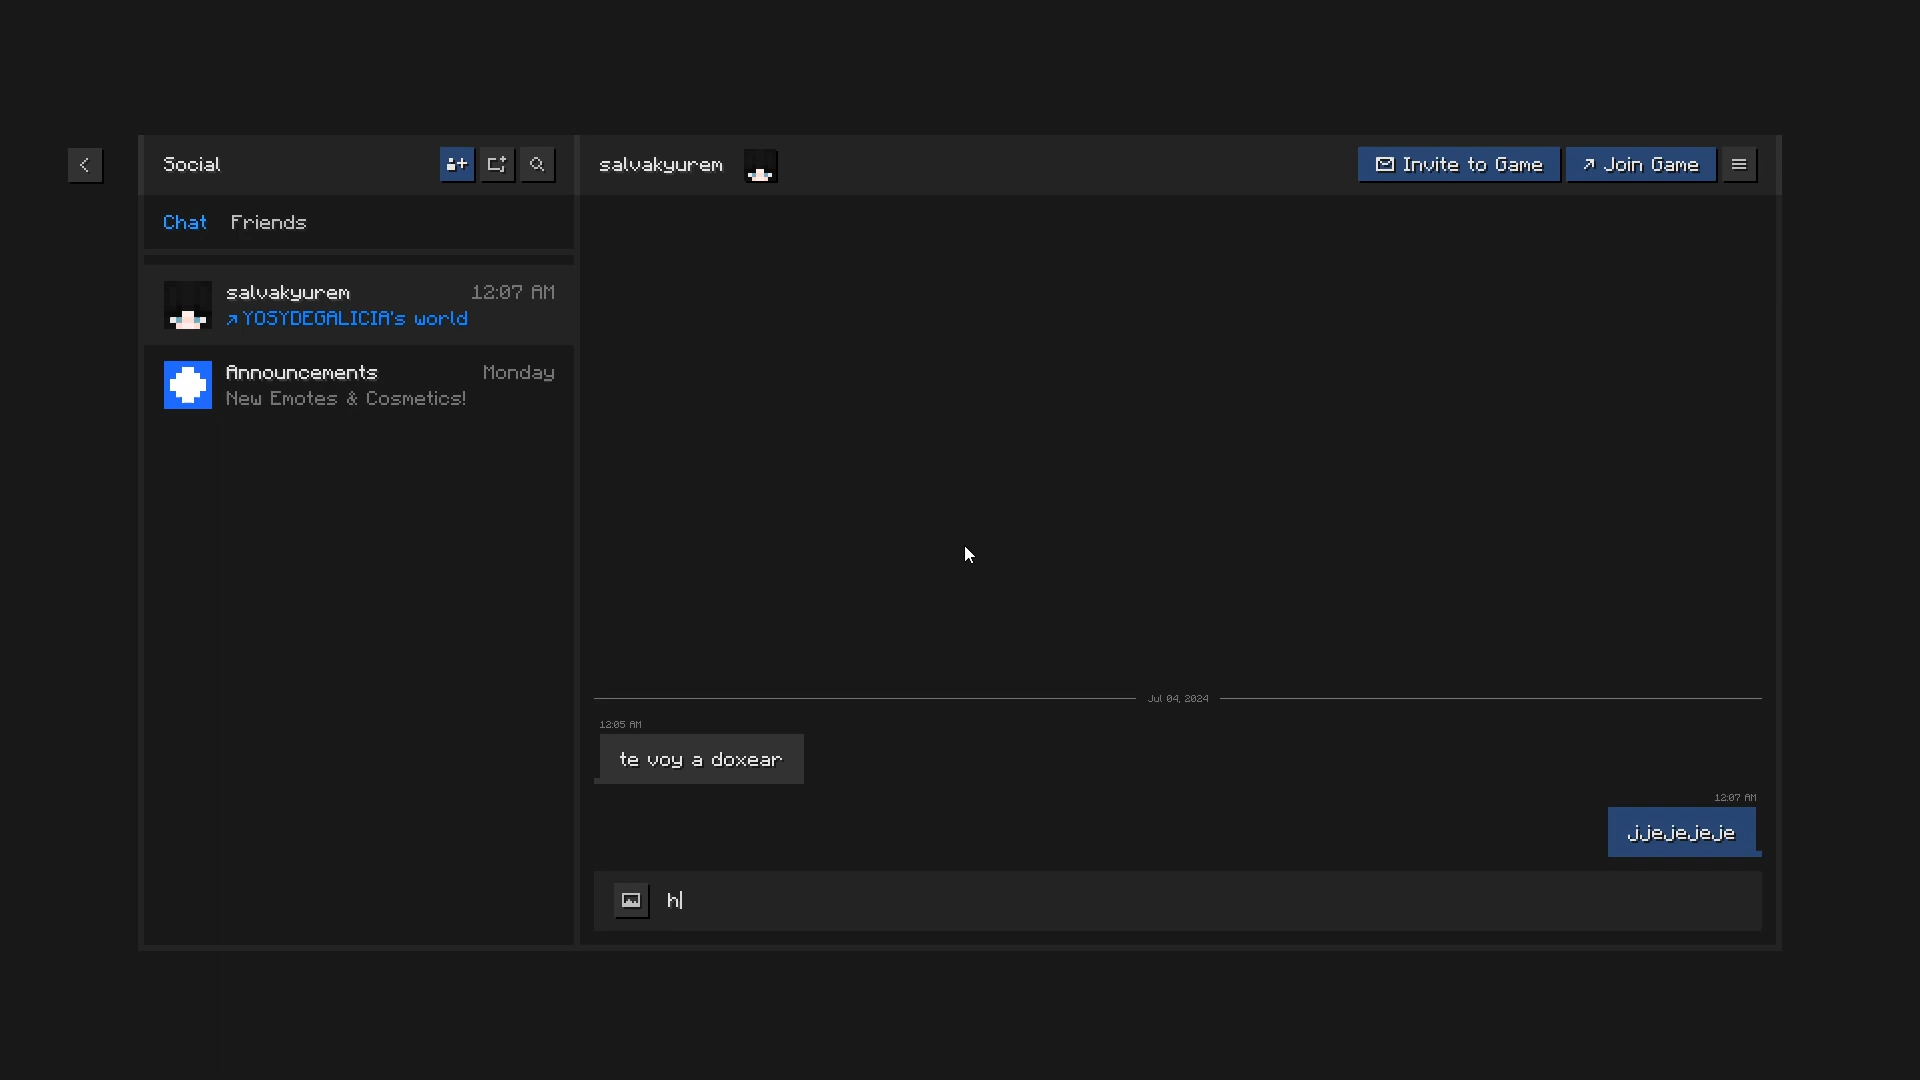 Social
salvakyurem
Invite to Game
Join Game
Chat Friends
salvakyurem 12:07 AM
YOSYDEGALICIA's world
Announcements Monday
New Emotes & Cosmetics!
Jul 04, 2024
12:05 AM
te voy a doxear
12:07 AM
jjejejeje
h